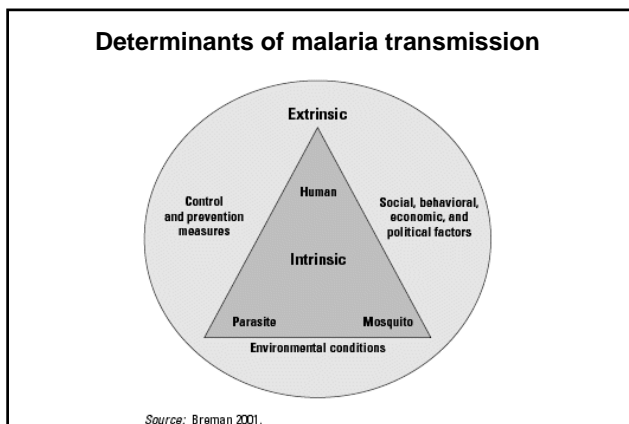 Determinants of malaria transmission
Extrinsic
Human
Control
and prevention
measures
Social, behavioral,
economic, and
political factors
Intrinsic
Parasite
Mosquito
Environmental conditions
Source: Breman 2001.